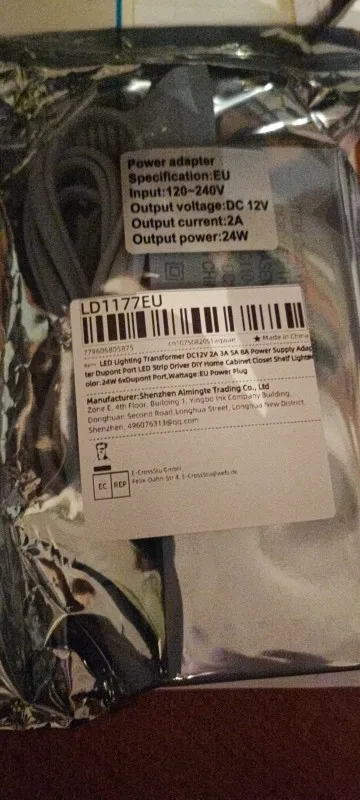 Power adapter
Specification:EU
Input:120~240V
Output voltage:DC 12V
Output current:2A
Output power:24W
LD1177EU
779606805875
Made in China
LED Lighting Transformer DC12V 2A 3A 5A 8A Power Supply Adap
ter Dupont Port LED Strip Driver DIY Home Cabinet Closet Shelf Lights
olor:24W 6xDupont Port,Wattage:EU Power Plug
Manufacturer:Shenzhen Almingte Trading Co., Ltd
Zone E, 4th Floor, Building 1, Yingbo Ink Company Building,
Donghuan Second Road,Longhua Street, Longhua New District,
Shenzhen, 496076313@qq.com
EC REP
E-CrossStu GmbH